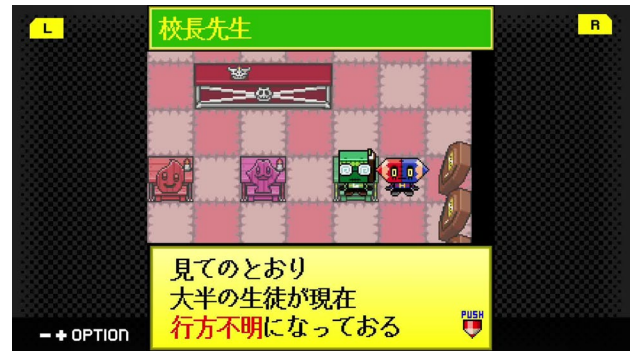 L
R
校長先生
見てのとおり
大半の生徒が現在
行方不明になっておる
PUSH
-+ OPTION